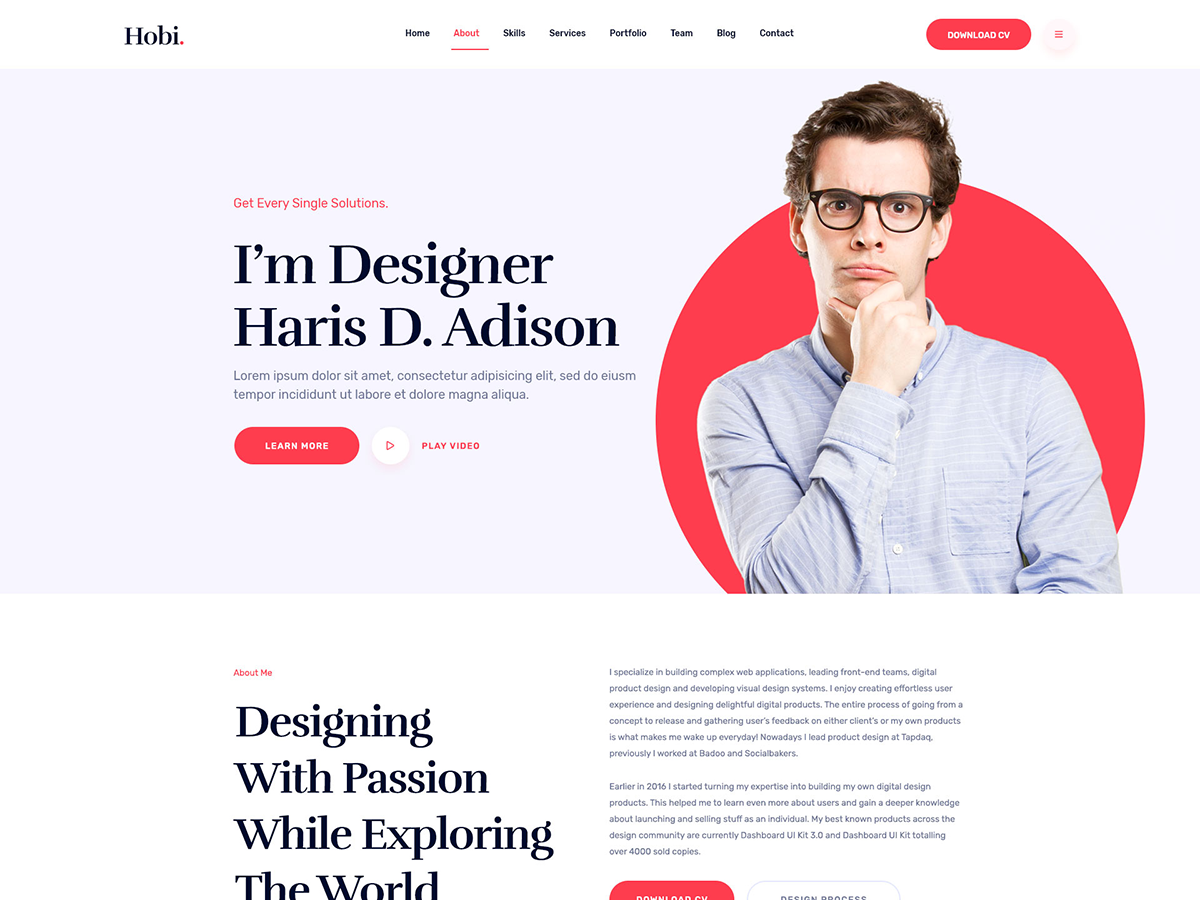 Hobi.
Home About Skills Services Portfolio Team Blog Contact
DOWNLOAD CV
Get Every Single Solutions.
I'm Designer
Haris D. Adison
Lorem ipsum dolor sit amet, consectetur adipisicing elit, sed do eiusm
tempor incididunt ut labore et dolore magna aliqua.
LEARN MORE
PLAY VIDEO
About Me
Designing
With Passion
While Exploring
The World
I specialize in building complex web applications, leading front-end teams, digital
product design and developing visual design systems. I enjoy creating effortless user
experience and designing delightful digital products. The entire process of going from a
concept to release and gathering user's feedback on either client's or my own products
is what makes me wake up everyday! Nowadays I lead product design at Tapdaq,
previously I worked at Badoo and Socialbakers.
Earlier in 2016 I started turning my expertise into building my own digital design
products. This helped me to learn even more about users and gain a deeper knowledge
about launching and selling stuff as an individual. My best known products across the
design community are currently Dashboard UI Kit 3.0 and Dashboard UI Kit totalling
over 4000 sold copies.
DOWNLOAD CV
DESIGN PROCESS